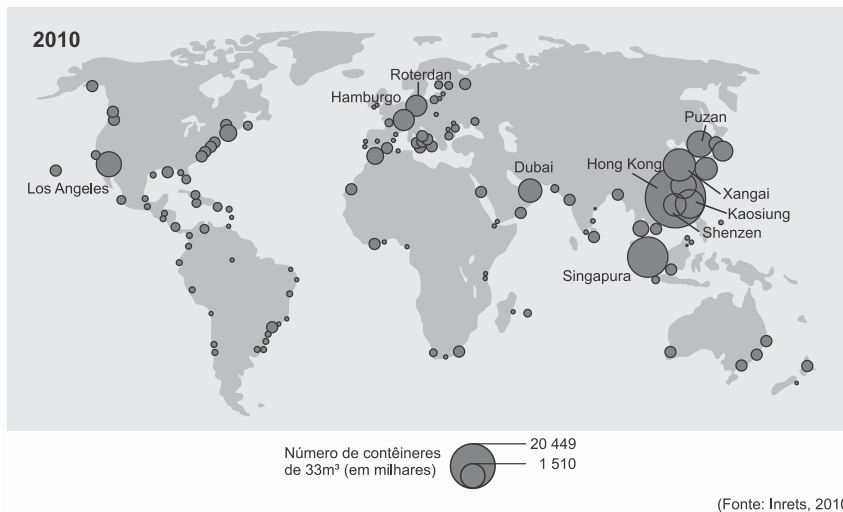 2010
Roterdan
Hamburgo
Puzan
Dubai
Hong Kong
Los Angeles
Xangai
Kaosiung
Shenzen
Singapura
Número de contêineres
de 33m³ (em milhares)
20 449
1 510
(Fonte: Inrets, 2010